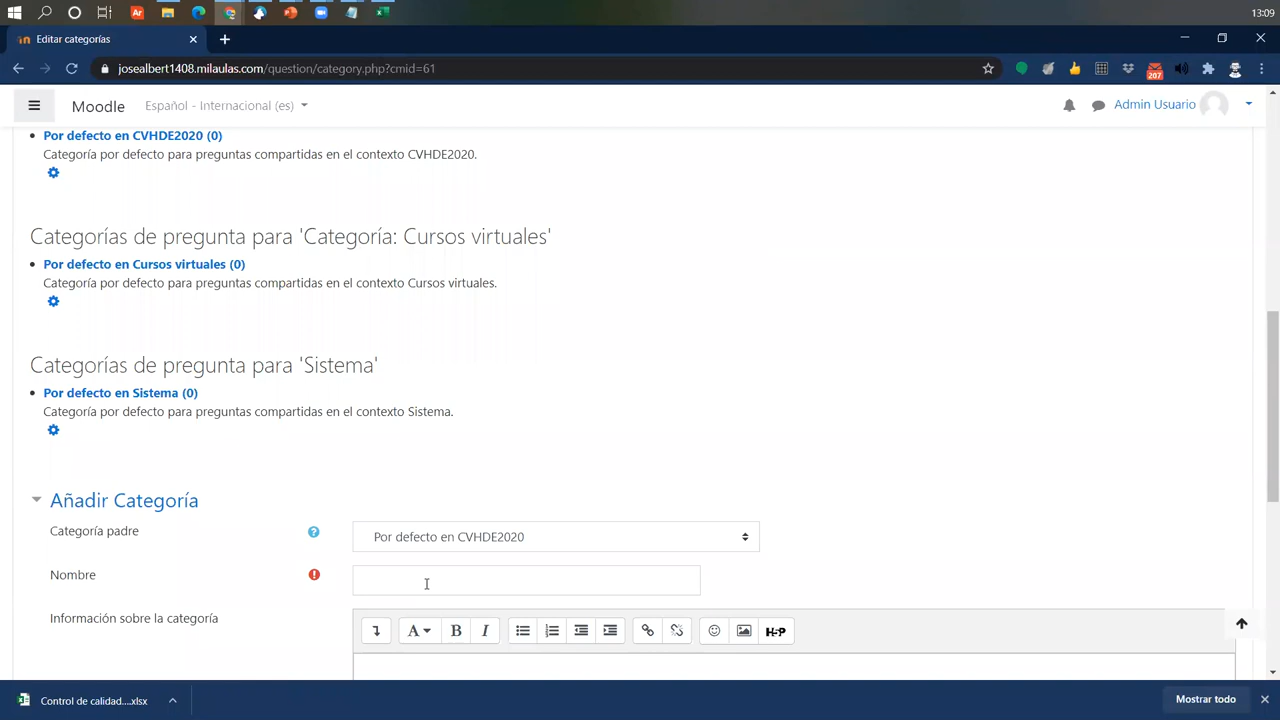 13:09
Editar categorías
josealbert1408.milaulas.com/question/category.php?cmid=61
207
Moodle Español - Internacional (es) Admin Usuario
Por defecto en CVHDE2020 (0)
Categoría por defecto para preguntas compartidas en el contexto CVHDE2020.
Categorías de pregunta para 'Categoría: Cursos virtuales'
Por defecto en Cursos virtuales (0)
Categoría por defecto para preguntas compartidas en el contexto Cursos virtuales.
Categorías de pregunta para 'Sistema'
Por defecto en Sistema (0)
Categoría por defecto para preguntas compartidas en el contexto Sistema.
Añadir Categoría
Categoría padre Por defecto en CVHDE2020
Nombre
Información sobre la categoría
A B I H-P
Control de calidad....xlsx Mostrar todo